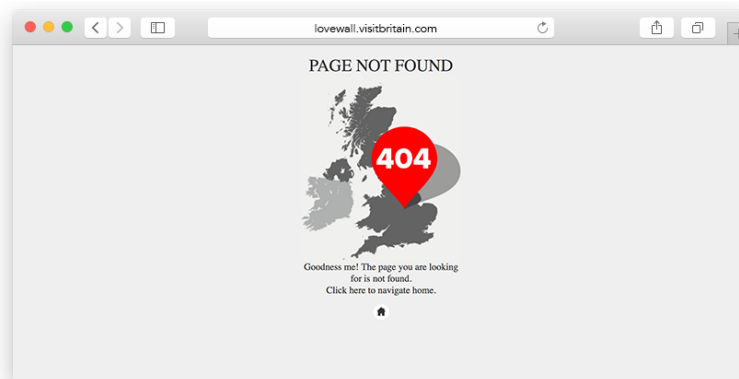 lovewall.visitbritain.com
PAGE NOT FOUND
404
Goodness me! The page you are looking
for is not found.
Click here to navigate home.